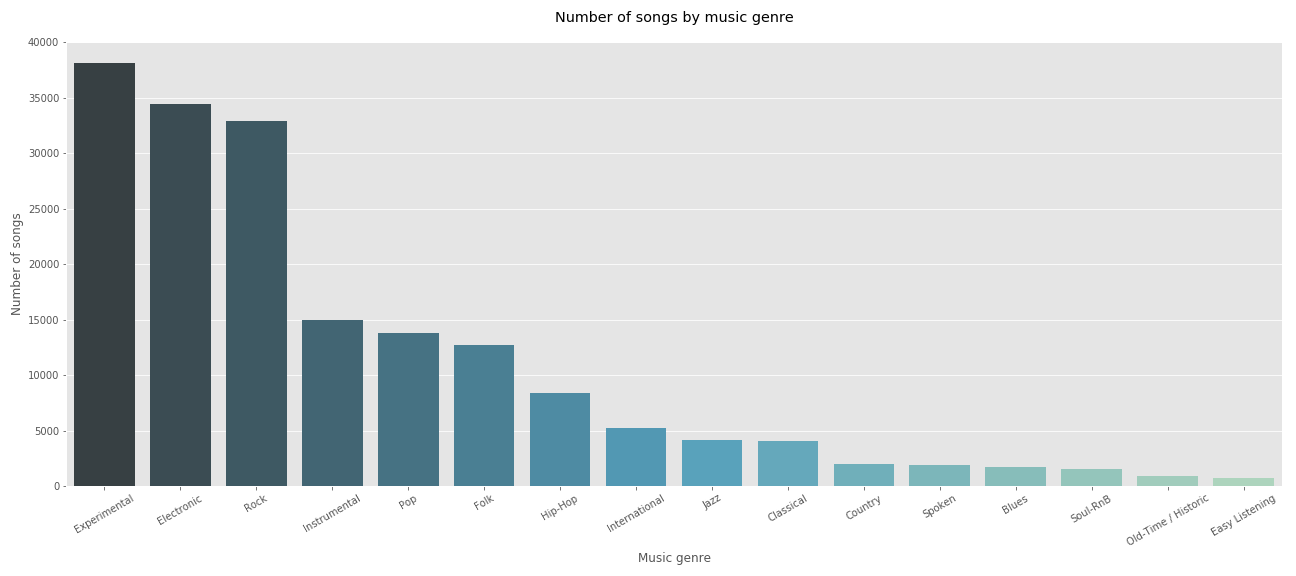 Number of songs by music genre
40000
35000
30000
25000
20000
15000
10000
5000
0
Number of songs
Experimental
Electronic
Rock
Instrumental
Pop
Folk
Hip-Hop
International
Jazz
Classical
Country
Spoken
Blues
Soul-RnB
Old-Time / Historic
Easy Listening
Music genre